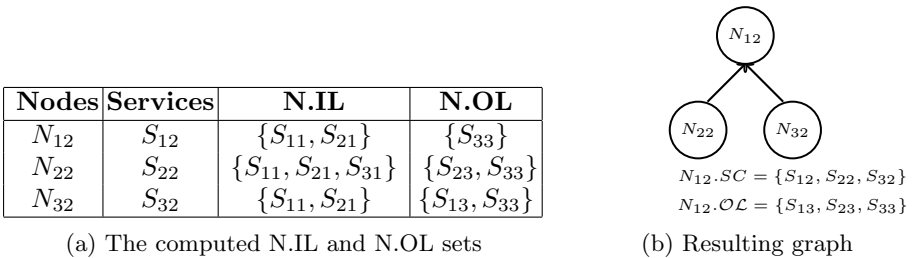 Nodes Services N.IL N.OL
N₁₂ S₁₂ {S₁₁, S₂₁} {S₃₃}
N₂₂ S₂₂ {S₁₁, S₂₁, S₃₁} {S₂₃, S₃₃}
N₃₂ S₃₂ {S₁₁, S₂₁} {S₁₃, S₃₃}
(a) The computed N.IL and N.OL sets
N₁₂
N₂₂ N₃₂
N₁₂.SC = {S₁₂, S₂₂, S₃₂}
N₁₂.𝒪ℒ = {S₁₃, S₂₃, S₃₃}
(b) Resulting graph